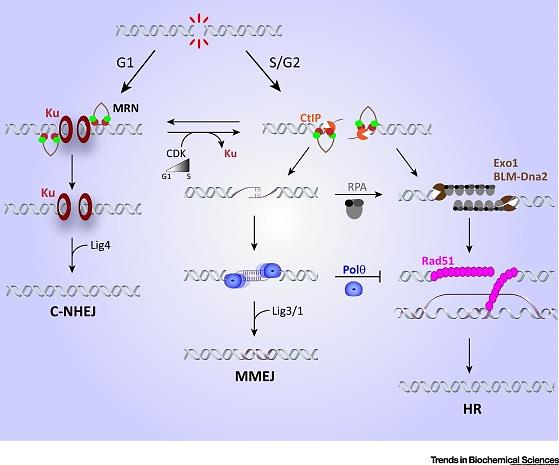 G1
S/G2
Ku
MRN
CtIP
CDK
G1 S
Ku
Exo1
BLM-Dna2
Ku
RPA
Lig4
Polθ
Rad51
C-NHEJ
Lig3/1
MMEJ
HR
Trends in Biochemical Sciences